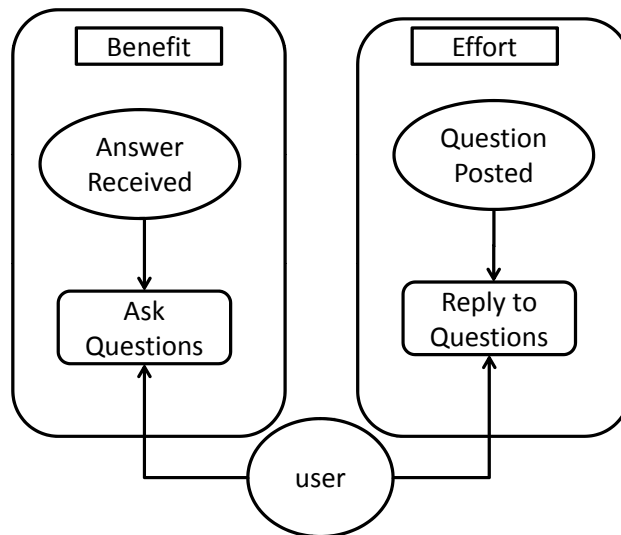 Benefit
Effort
Answer
Received
Question
Posted
Ask
Questions
Reply to
Questions
user